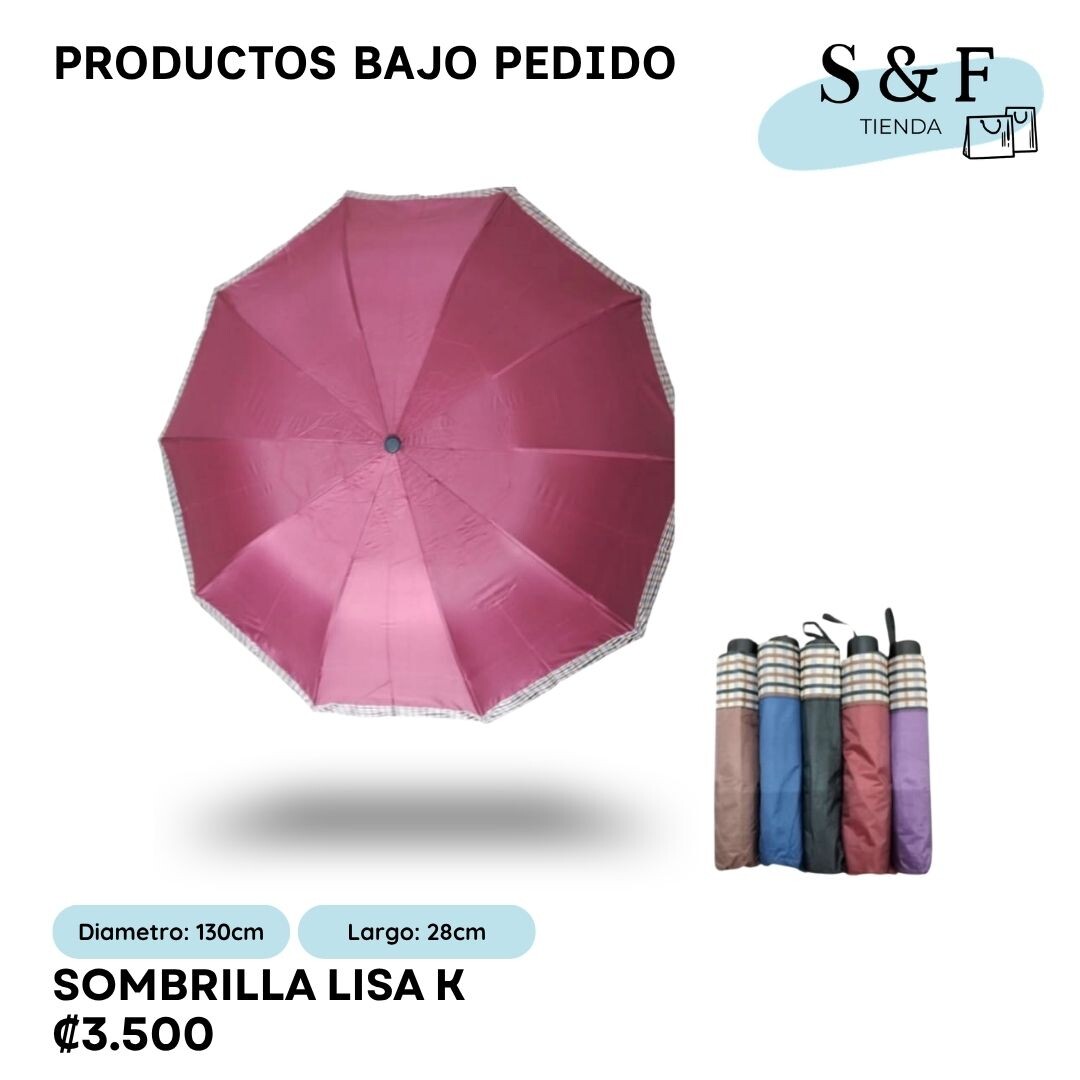 PRODUCTOS BAJO PEDIDO
S & F
TIENDA
Diametro: 130cm
Largo: 28cm
SOMBRILLA LISA K
₡3.500